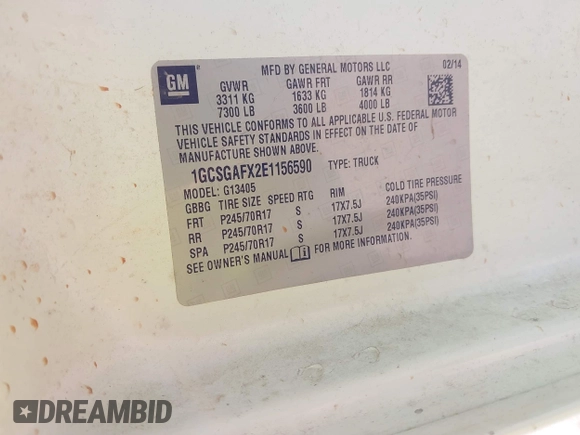 GM
MFD BY GENERAL MOTORS LLC 02/14
GVWR GAWR FRT GAWR RR
3311 KG 1633 KG 1814 KG
7300 LB 3600 LB 4000 LB
THIS VEHICLE CONFORMS TO ALL APPLICABLE U.S. FEDERAL MOTOR
VEHICLE SAFETY STANDARDS IN EFFECT ON THE DATE OF
MANUFACTURE SHOWN ABOVE.
1GCSGAFX2E1156590 TYPE: TRUCK
MODEL: G13405
GBBG TIRE SIZE SPEED RTG RIM COLD TIRE PRESSURE
FRT P245/70R17 S 17X7.5J 240KPA(35PSI)
RR P245/70R17 S 17X7.5J 240KPA(35PSI)
SPA P245/70R17 S 17X7.5J 240KPA(35PSI)
SEE OWNER'S MANUAL i FOR MORE INFORMATION.
DREAMBID